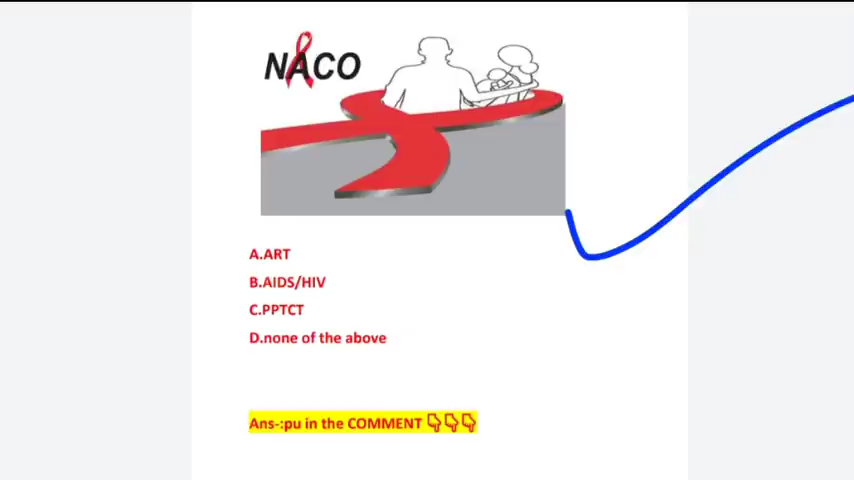 NACO
A.ART
B.AIDS/HIV
C.PPTCT
D.none of the above
Ans-:pu in the COMMENT 👇👇👇